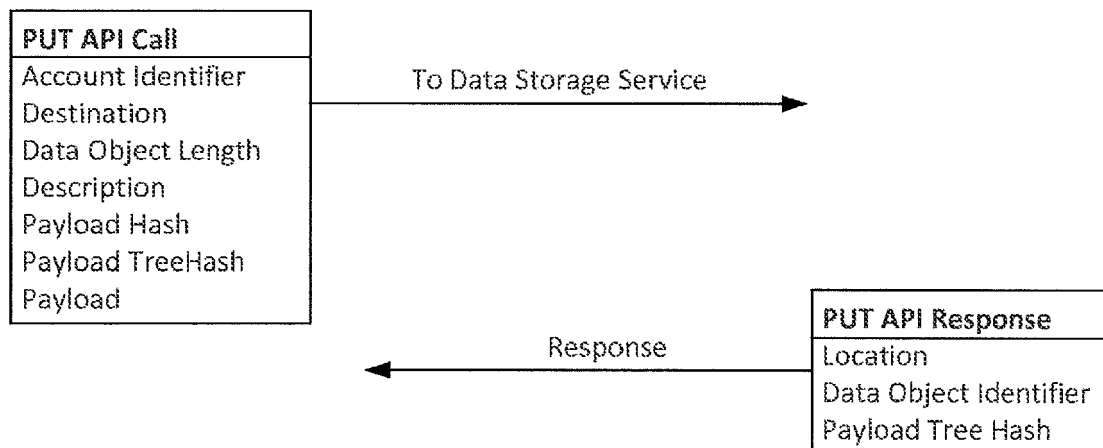 PUT API Call
Account Identifier
Destination
Data Object Length
Description
Payload Hash
Payload TreeHash
Payload
To Data Storage Service
Response
PUT API Response
Location
Data Object Identifier
Payload Tree Hash